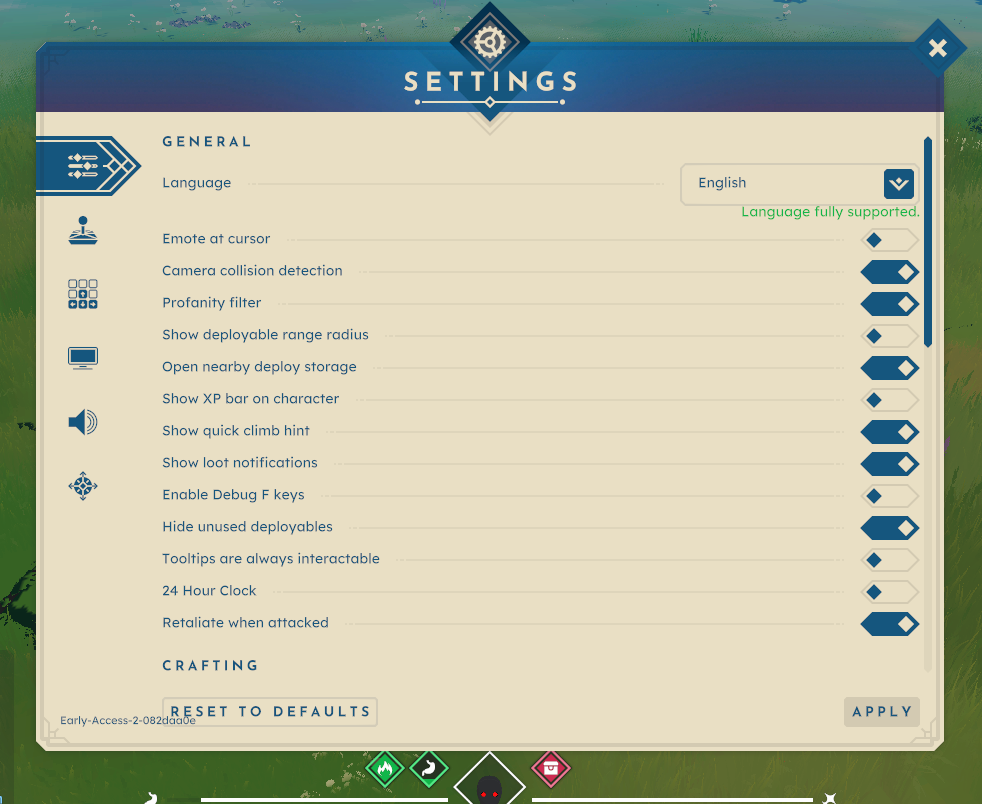 SETTINGS
GENERAL
Language
English
Language fully supported.
Emote at cursor
Camera collision detection
Profanity filter
Show deployable range radius
Open nearby deploy storage
Show XP bar on character
Show quick climb hint
Show loot notifications
Enable Debug F keys
Hide unused deployables
Tooltips are always interactable
24 Hour Clock
Retaliate when attacked
CRAFTING
RESET TO DEFAULTS
APPLY
Early-Access-2-082daa0e